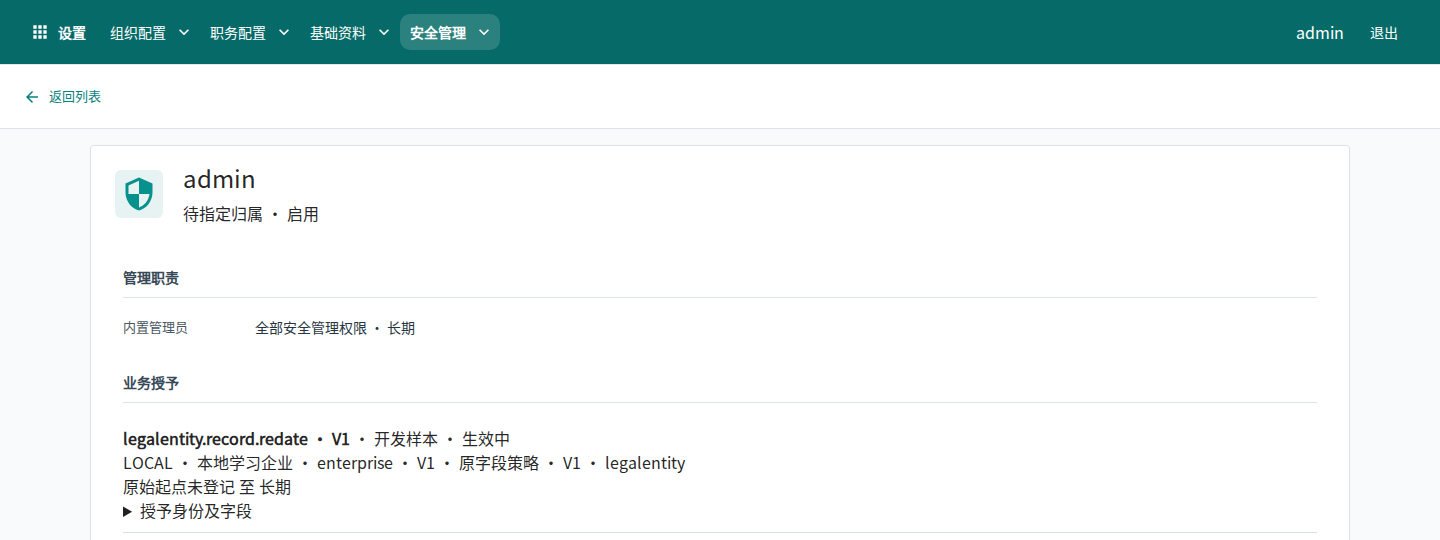 设置 组织配置 职务配置 基础资料 安全管理 admin 退出
返回列表
admin
待指定归属 · 启用
管理职责
内置管理员 全部安全管理权限 · 长期
业务授予
legalentity.record.redate · V1 · 开发样本 · 生效中
LOCAL · 本地学习企业 · enterprise · V1 · 原字段策略 · V1 · legalentity
原始起点未登记 至 长期
授予身份及字段